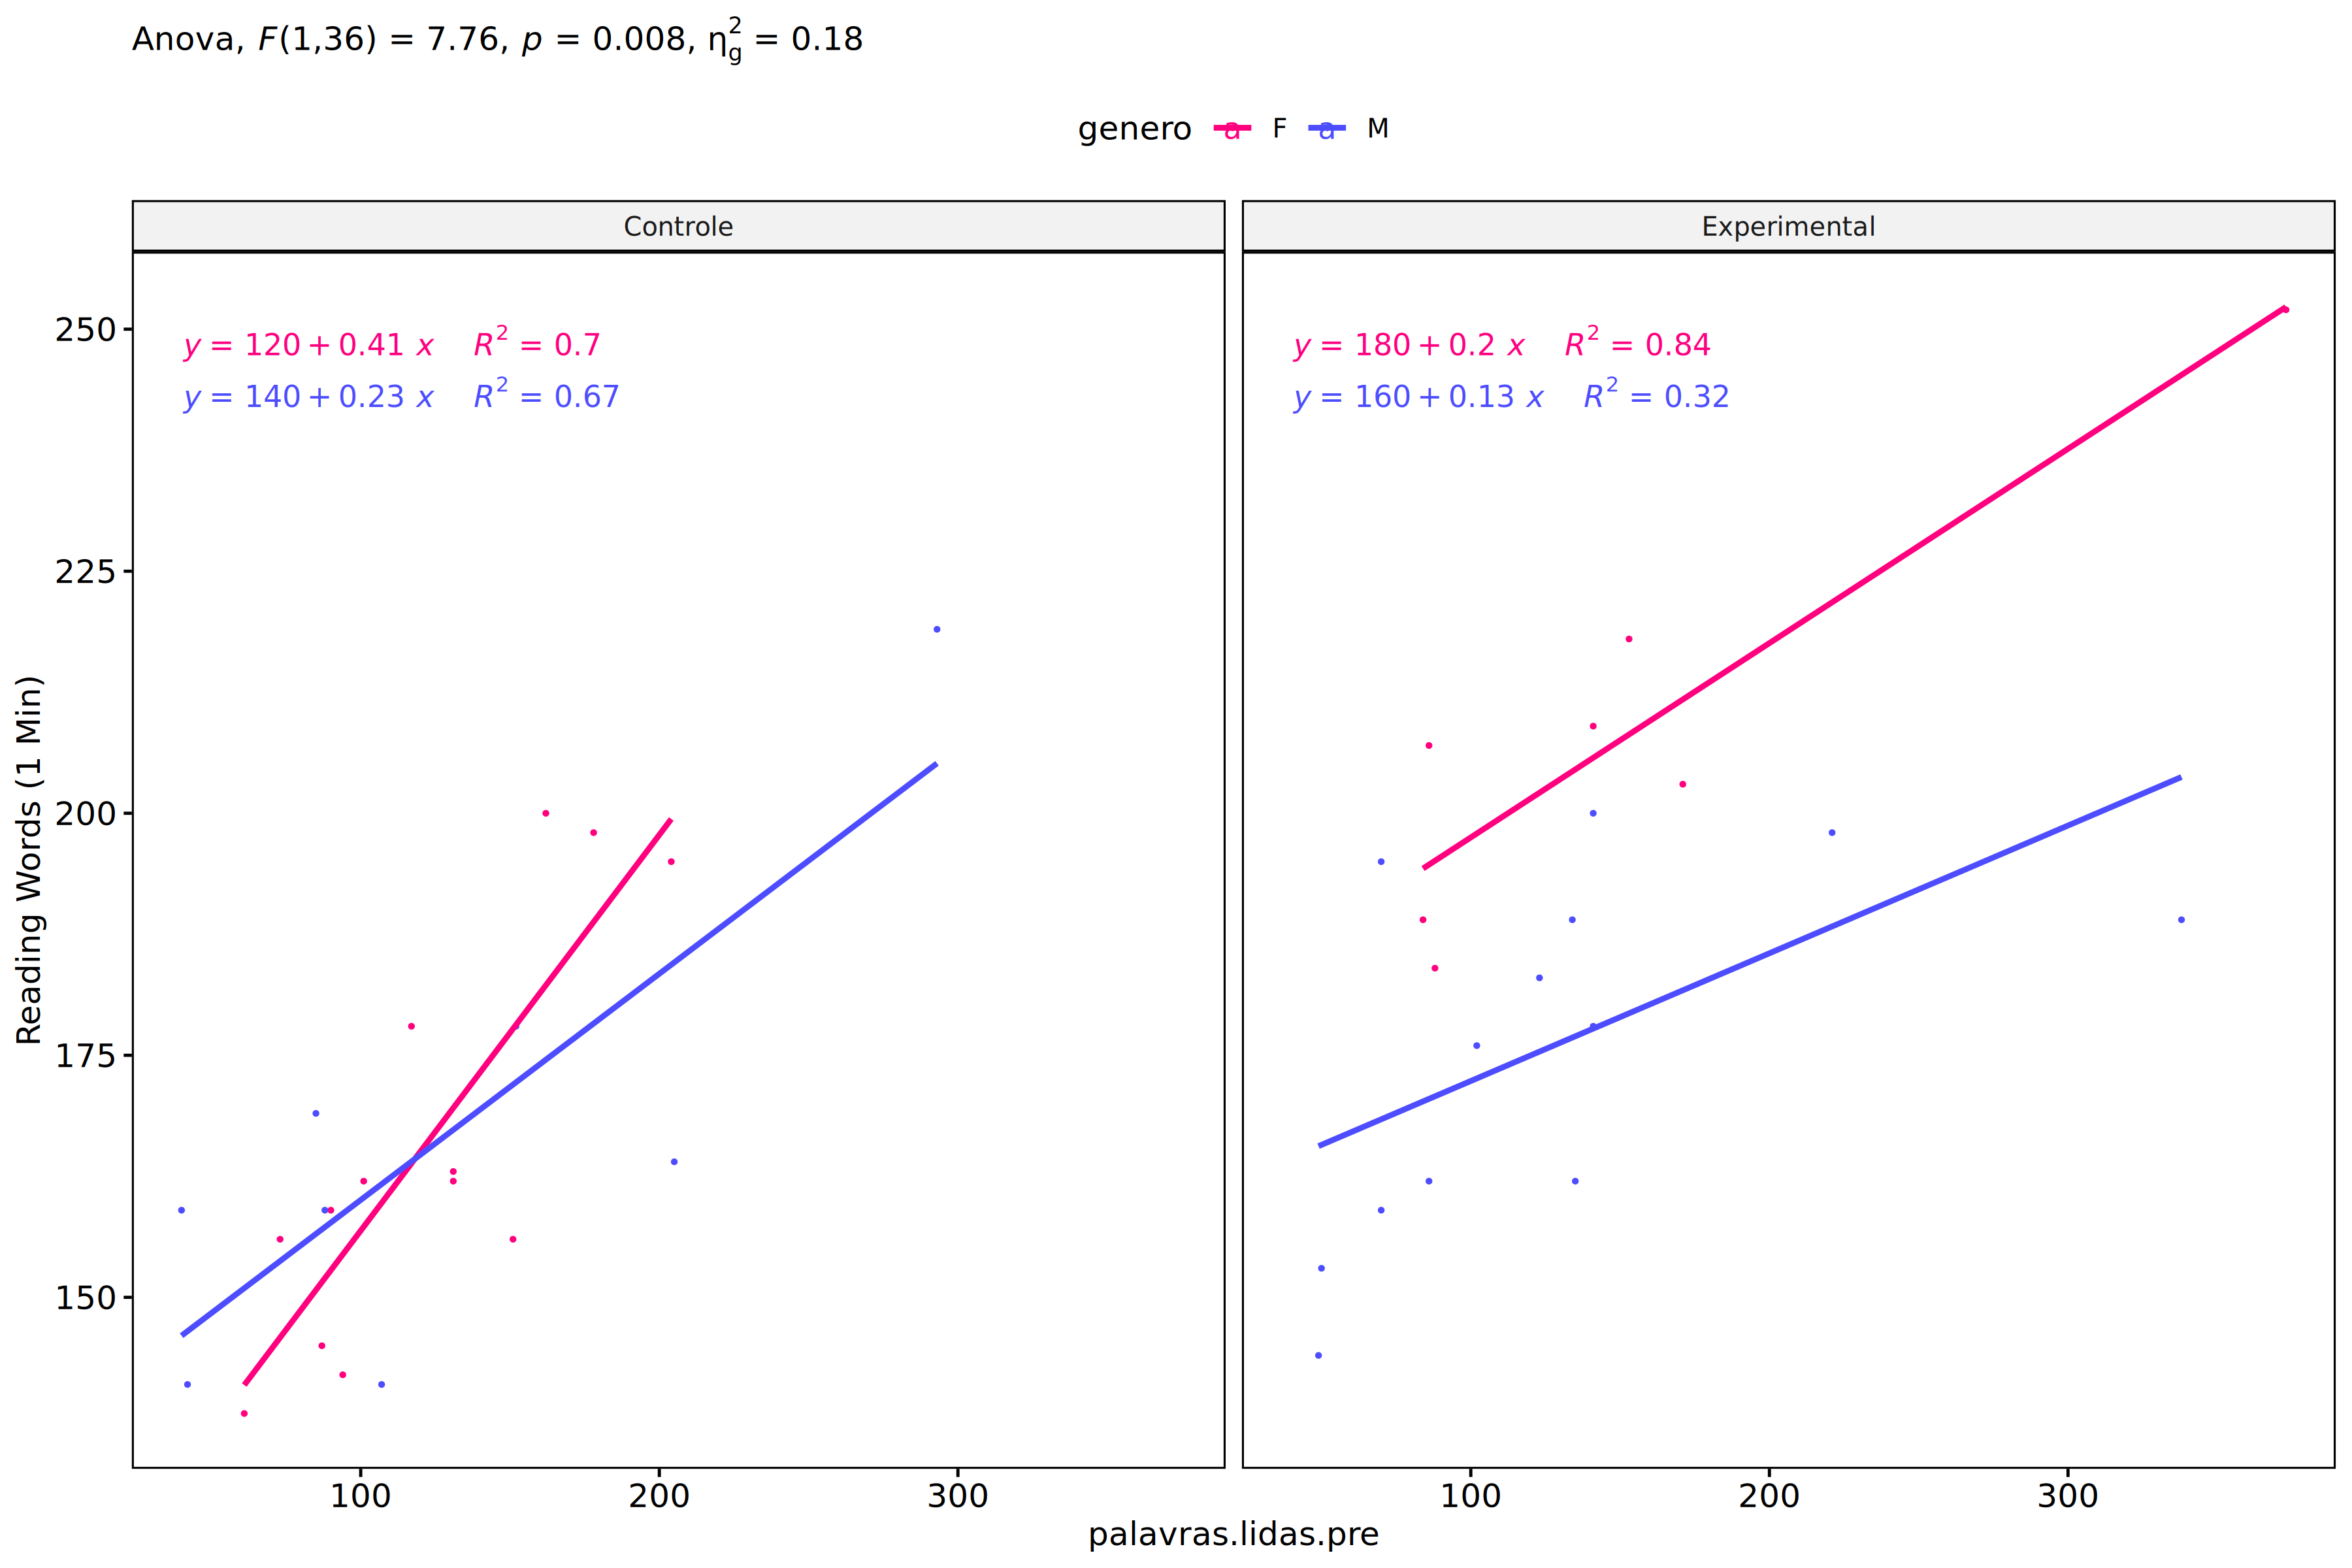 Anova, F(1,36) = 7.76, p = 0.008, η²g = 0.18
genero a F a M
Controle
Experimental
y = 120 + 0.41 x R² = 0.7
y = 140 + 0.23 x R² = 0.67
y = 180 + 0.2 x R² = 0.84
y = 160 + 0.13 x R² = 0.32
Reading Words (1 Min)
250
225
200
175
150
100 200 300
100 200 300
palavras.lidas.pre